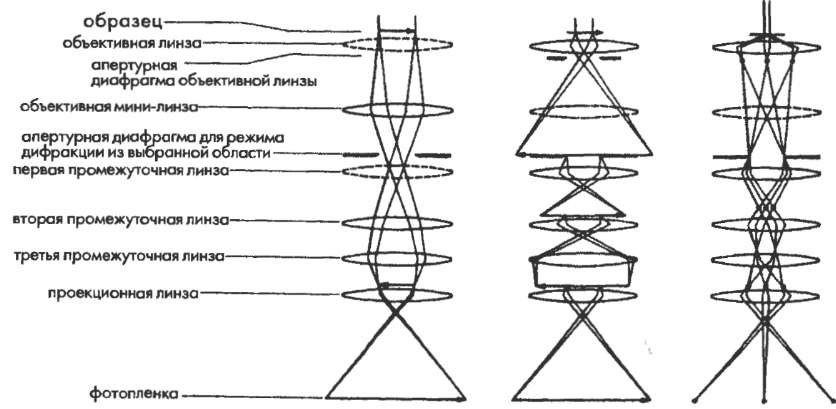 образец
объективная линза
апертурная
диафрагма объективной линзы
объективная мини-линза
апертурная диафрагма для режима
дифракции из выбранной области
первая промежуточная линза
вторая промежуточная линза
третья промежуточная линза
проекционная линза
фотопленка